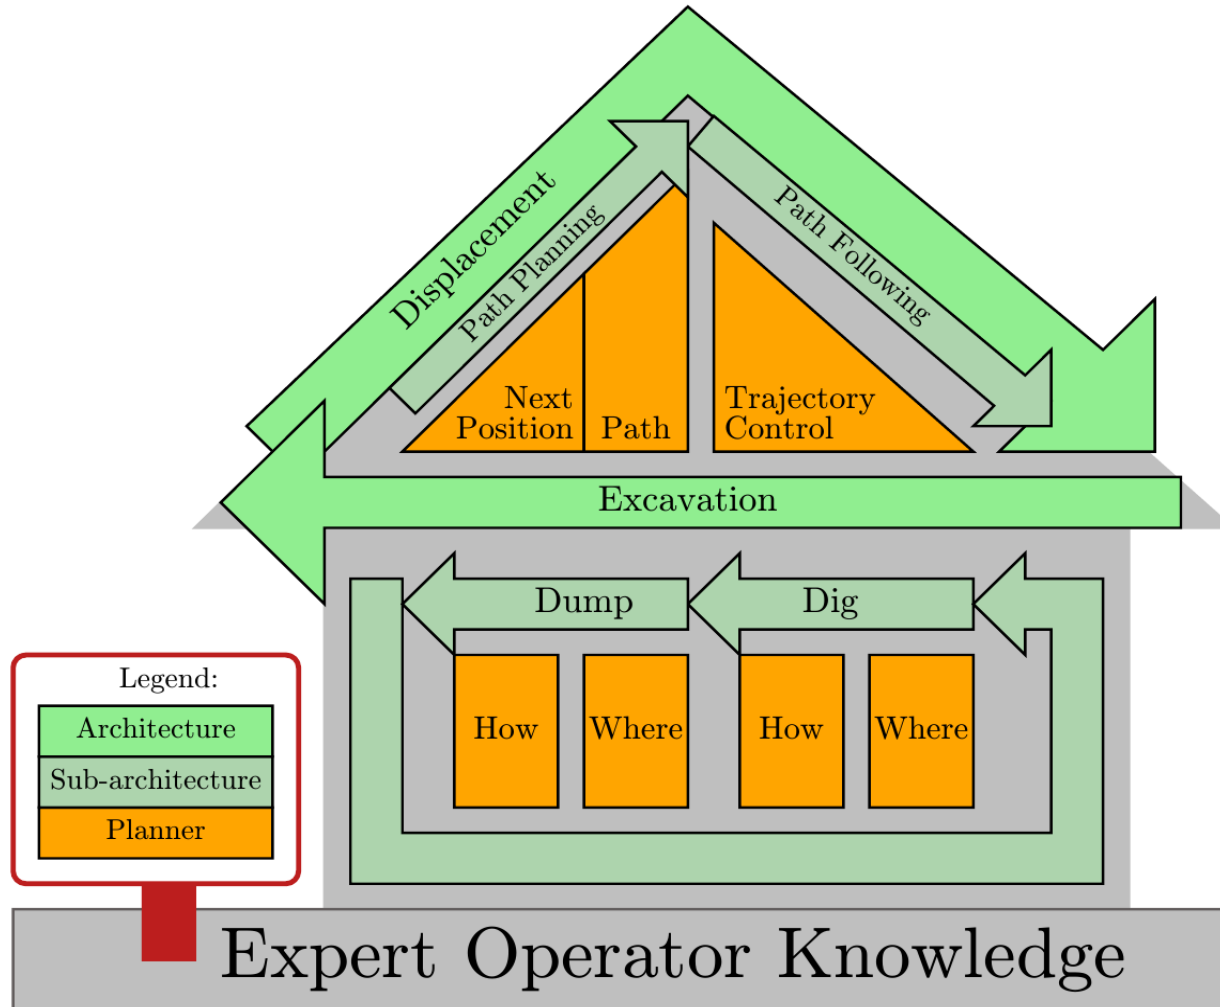 Displacement
Path Planning
Path Following
Next
Position
Path
Trajectory
Control
Excavation
Dump
Dig
How
Where
How
Where
Legend:
Architecture
Sub-architecture
Planner
Expert Operator Knowledge